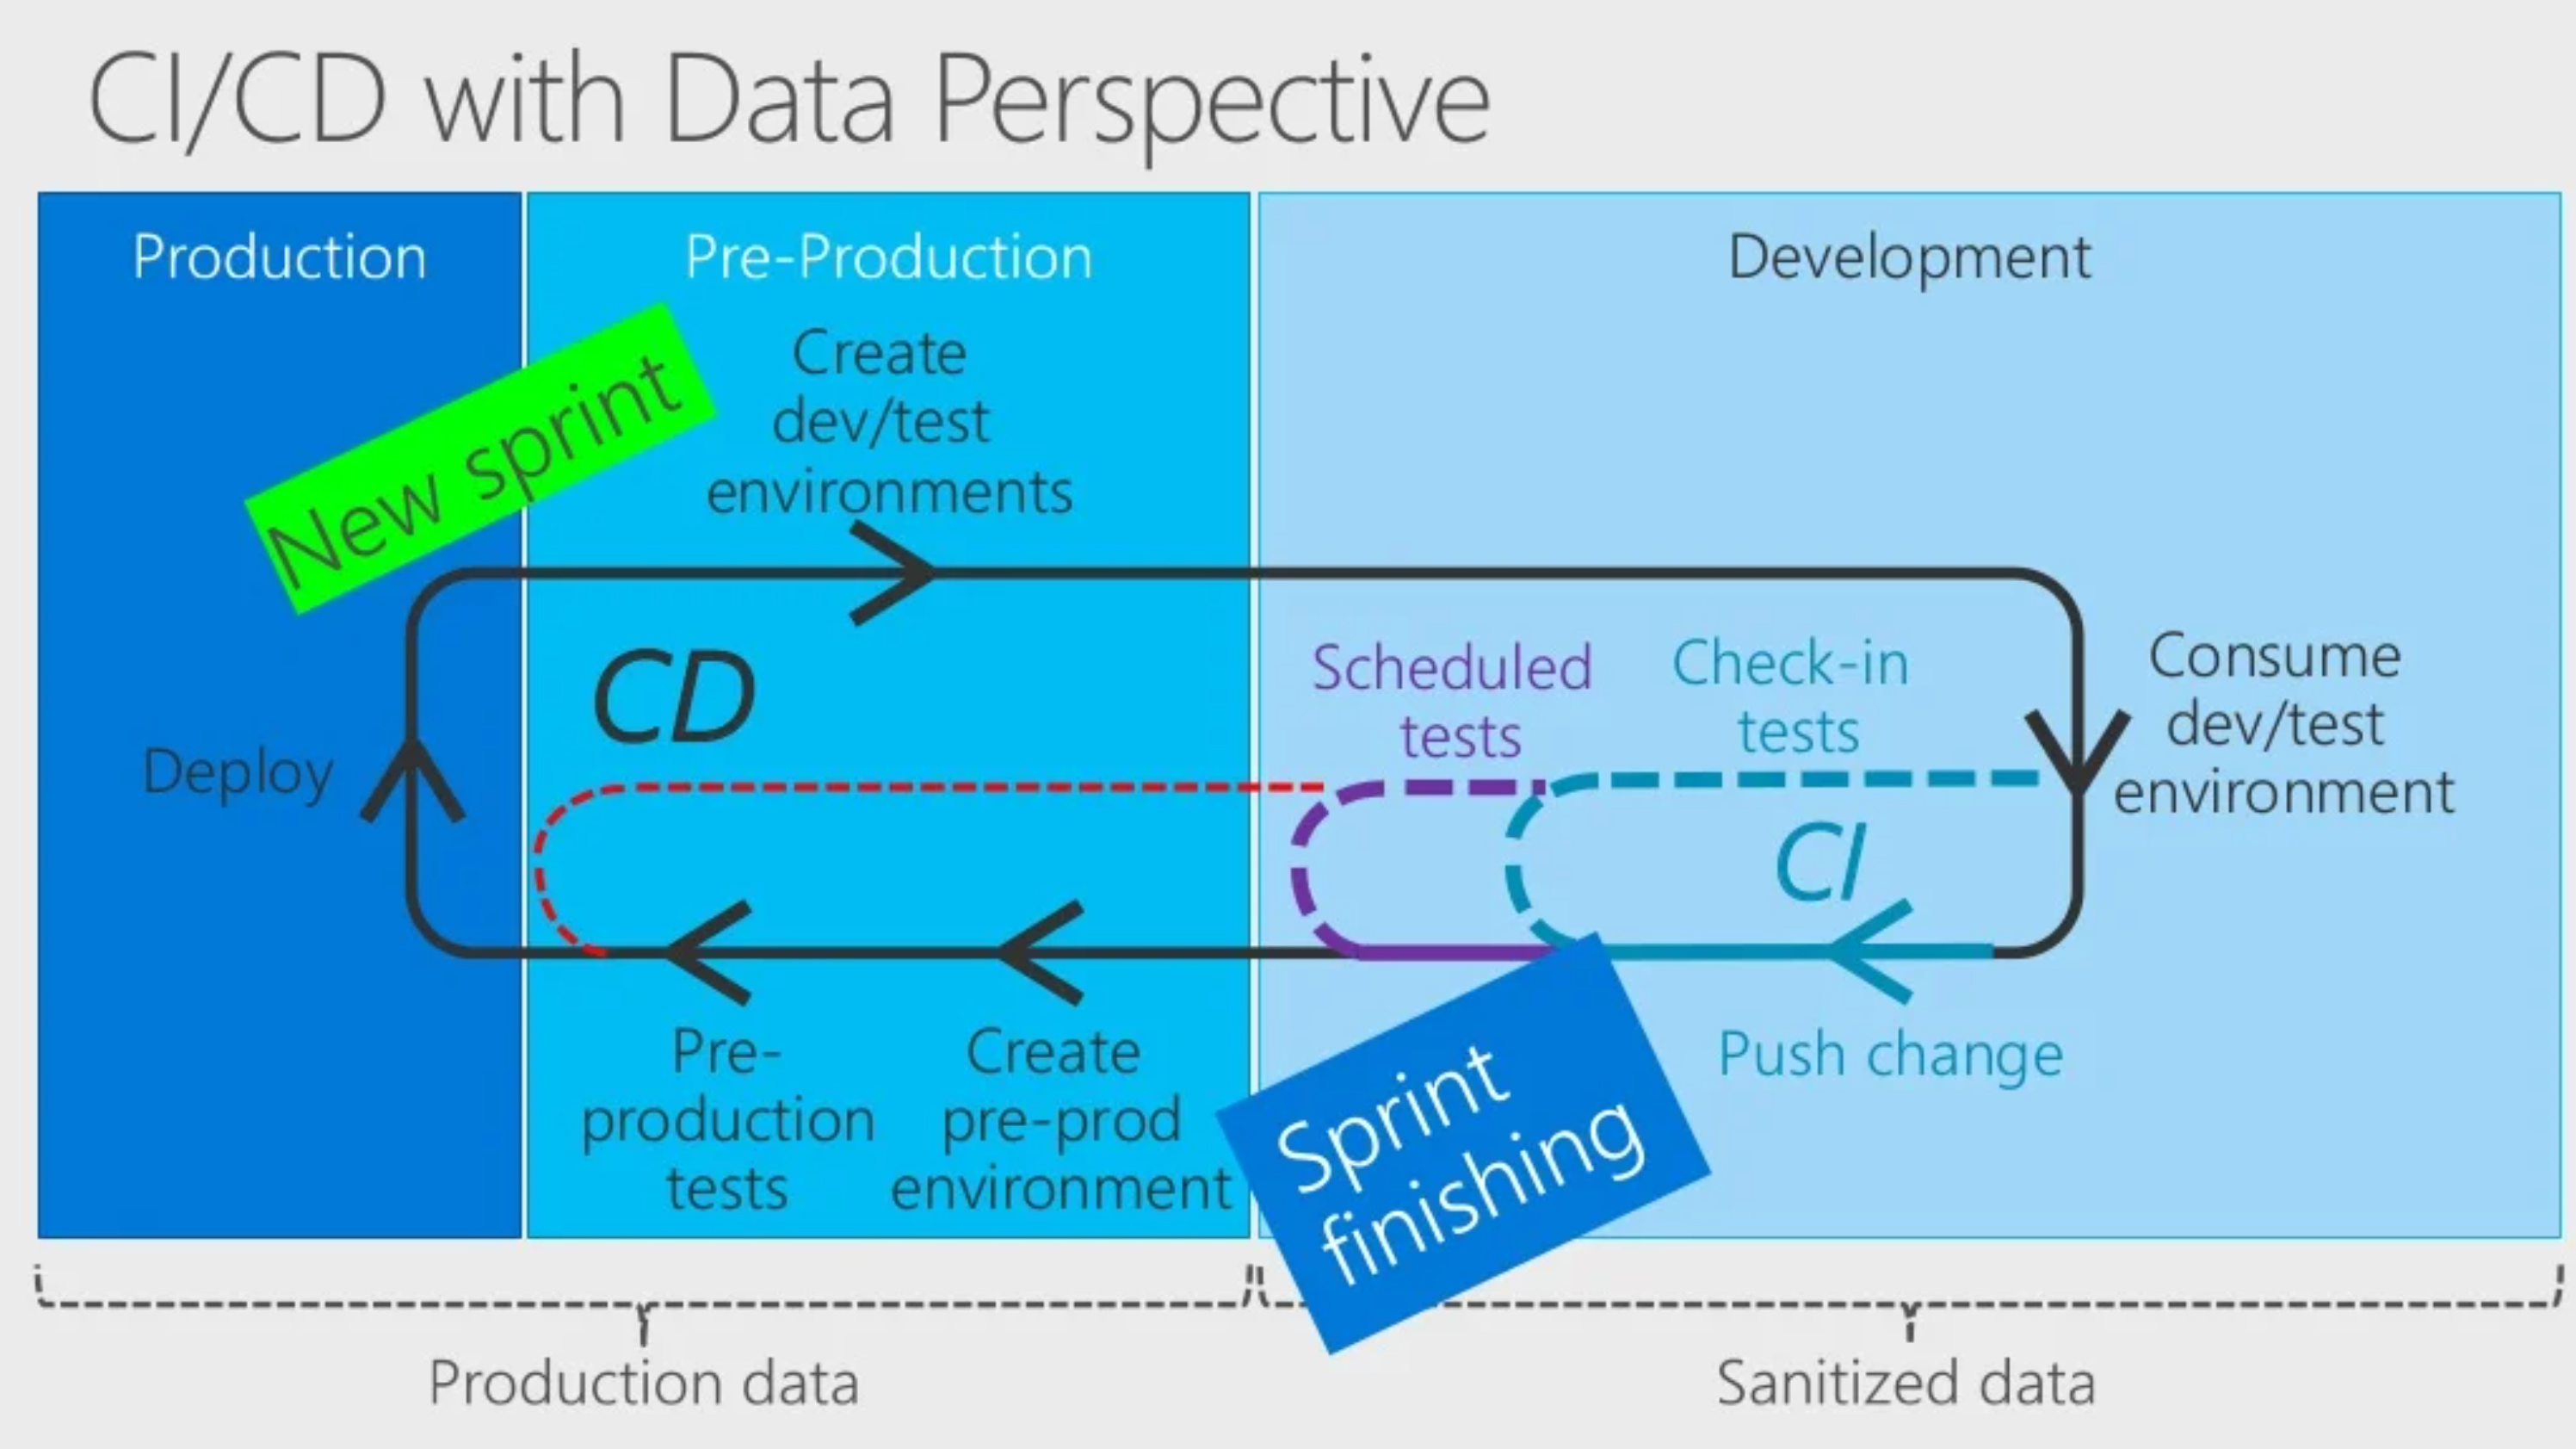 CI/CD with Data Perspective
Production
Pre-Production
Development
New sprint
Create
dev/test
environments
CD
Deploy
Scheduled
tests
Check-in
tests
Consume
dev/test
environment
CI
Pre-
production
tests
Create
pre-prod
environment
Sprint
finishing
Push change
Production data
Sanitized data